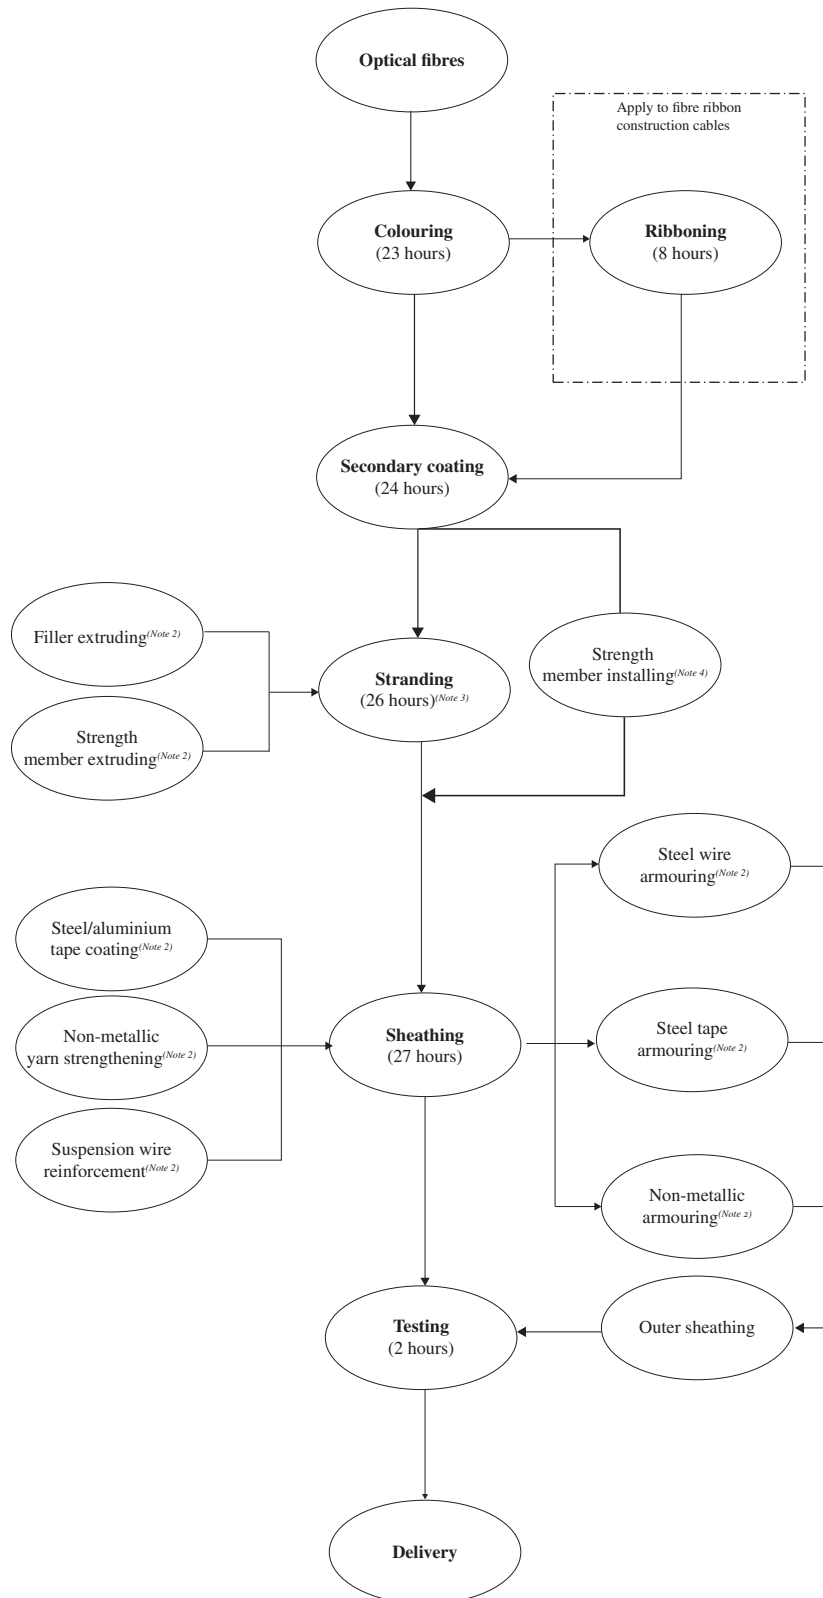 Optical fibres
Apply to fibre ribbon
construction cables
Colouring
(23 hours)
Ribboning
(8 hours)
Secondary coating
(24 hours)
Filler extruding(Note 2)
Strength
member extruding(Note 2)
Stranding
(26 hours)(Note 3)
Strength
member installing(Note 4)
Steel wire
armouring(Note 2)
Steel/aluminium
tape coating(Note 2)
Non-metallic
yarn strengthening(Note 2)
Suspension wire
reinforcement(Note 2)
Sheathing
(27 hours)
Steel tape
armouring(Note 2)
Non-metallic
armouring(Note 2)
Testing
(2 hours)
Outer sheathing
Delivery